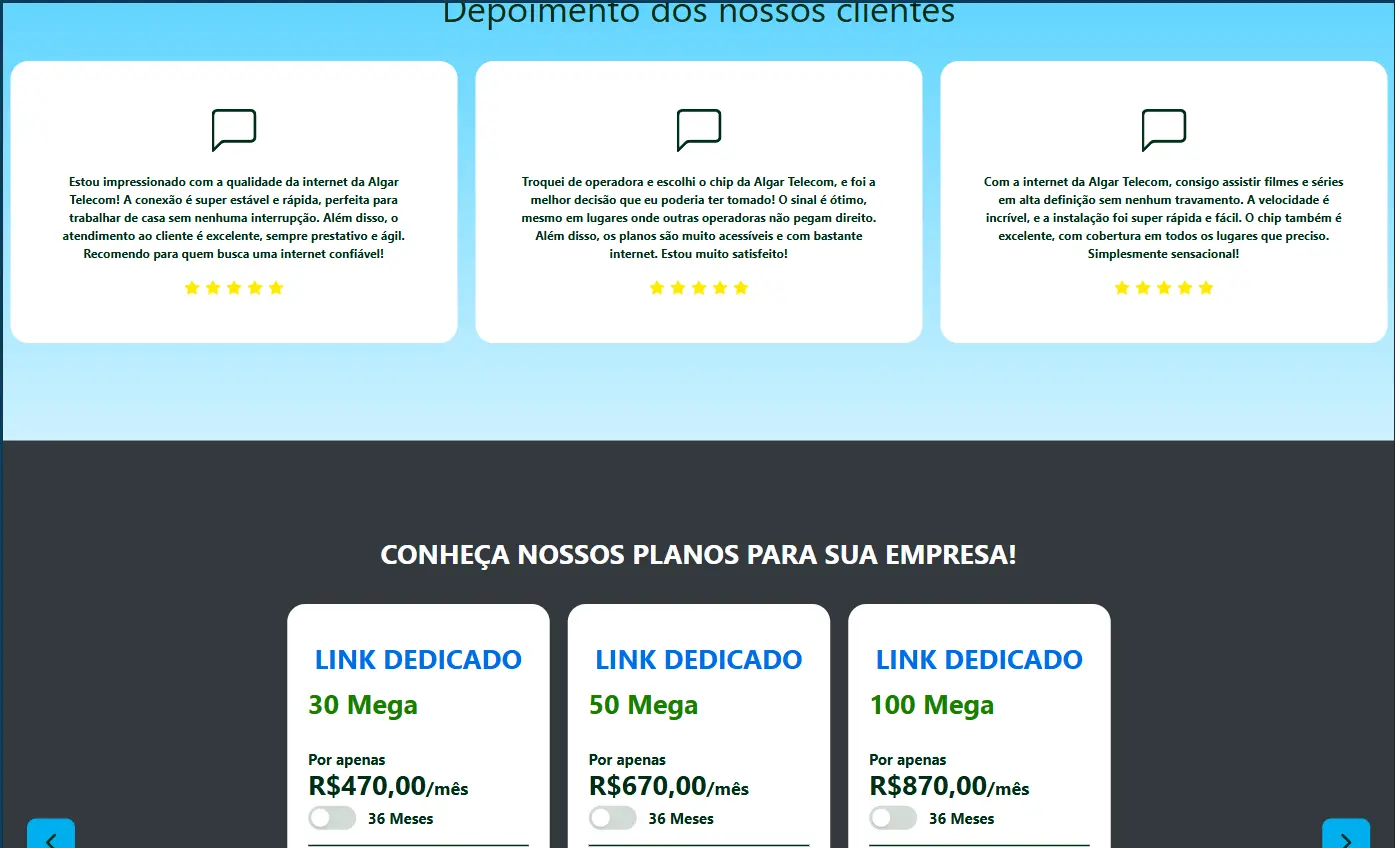 Depoimento dos nossos clientes
Estou impressionado com a qualidade da internet da Algar
Telecom! A conexão é super estável e rápida, perfeita para
trabalhar de casa sem nenhuma interrupção. Além disso, o
atendimento ao cliente é excelente, sempre prestativo e ágil.
Recomendo para quem busca uma internet confiável!
Troquei de operadora e escolhi o chip da Algar Telecom, e foi a
melhor decisão que eu poderia ter tomado! O sinal é ótimo,
mesmo em lugares onde outras operadoras não pegam direito.
Além disso, os planos são muito acessíveis e com bastante
internet. Estou muito satisfeito!
Com a internet da Algar Telecom, consigo assistir filmes e séries
em alta definição sem nenhum travamento. A velocidade é
incrível, e a instalação foi super rápida e fácil. O chip também é
excelente, com cobertura em todos os lugares que preciso.
Simplesmente sensacional!
CONHEÇA NOSSOS PLANOS PARA SUA EMPRESA!
LINK DEDICADO
30 Mega
Por apenas
R$470,00/mês
36 Meses
LINK DEDICADO
50 Mega
Por apenas
R$670,00/mês
36 Meses
LINK DEDICADO
100 Mega
Por apenas
R$870,00/mês
36 Meses